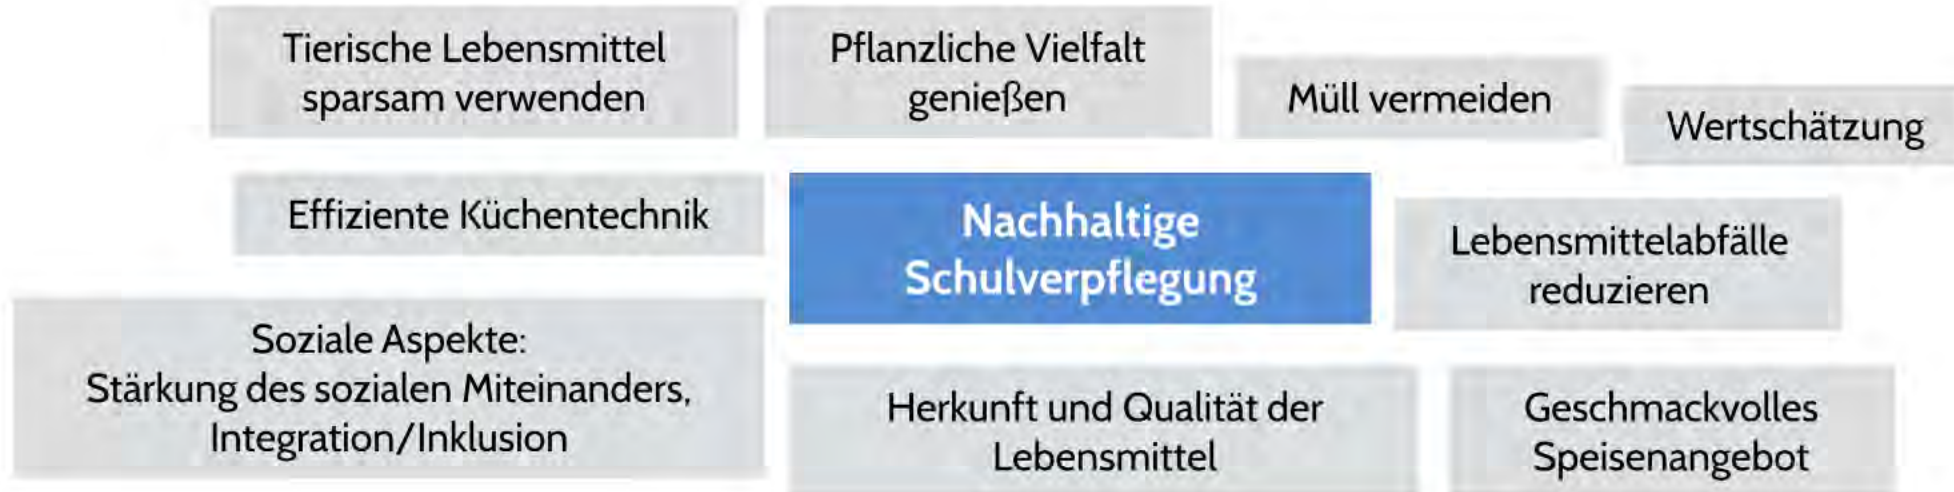 Tierische Lebensmittel
sparsam verwenden
Pflanzliche Vielfalt
genießen
Müll vermeiden
Wertschätzung
Effiziente Küchentechnik
Nachhaltige
Schulverpflegung
Lebensmittelabfälle
reduzieren
Soziale Aspekte:
Stärkung des sozialen Miteinanders,
Integration/Inklusion
Herkunft und Qualität der
Lebensmittel
Geschmackvolles
Speisenangebot